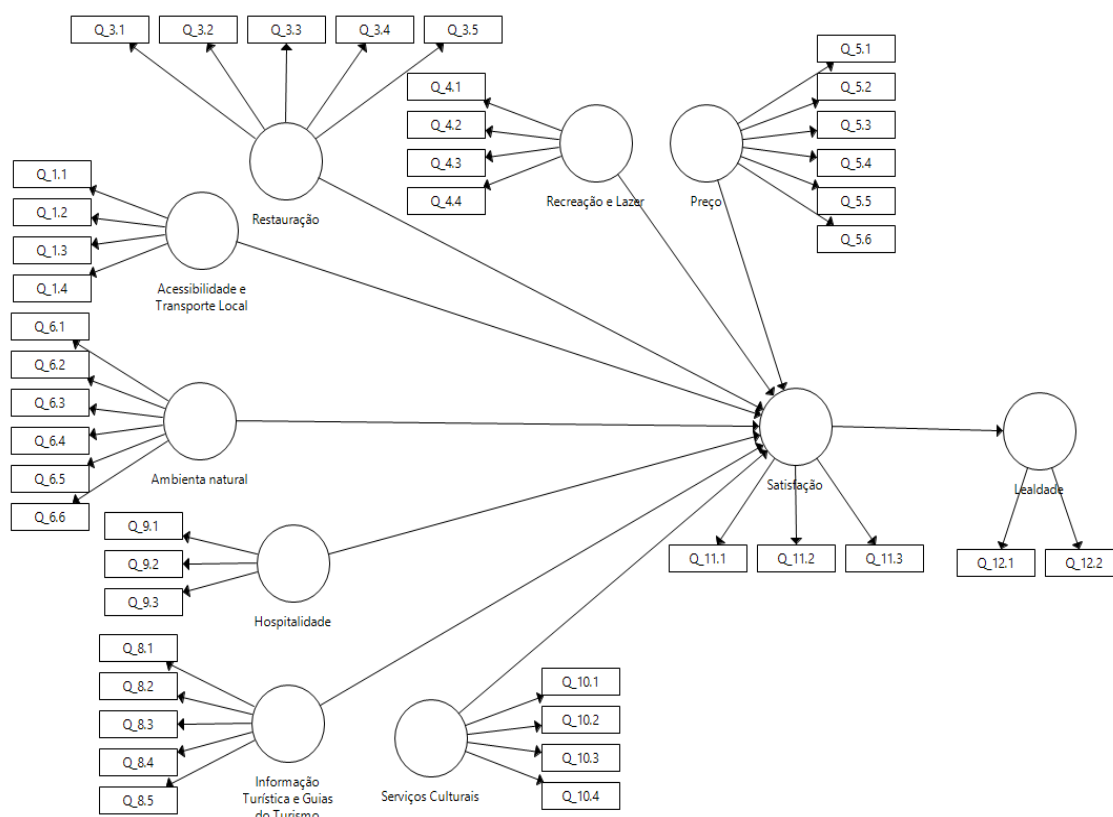 Q_3.1
Q_3.2
Q_3.3
Q_3.4
Q_3.5
Restauração
Q_4.1
Q_4.2
Q_4.3
Q_4.4
Recreação e Lazer
Q_5.1
Q_5.2
Q_5.3
Q_5.4
Q_5.5
Q_5.6
Preço
Q_1.1
Q_1.2
Q_1.3
Q_1.4
Acessibilidade e
Transporte Local
Q_6.1
Q_6.2
Q_6.3
Q_6.4
Q_6.5
Q_6.6
Ambienta natural
Satisfação
Q_11.1
Q_11.2
Q_11.3
Lealdade
Q_12.1
Q_12.2
Q_9.1
Q_9.2
Q_9.3
Hospitalidade
Q_8.1
Q_8.2
Q_8.3
Q_8.4
Q_8.5
Informação
Turística e Guias
do Turismo
Q_10.1
Q_10.2
Q_10.3
Q_10.4
Serviços Culturais